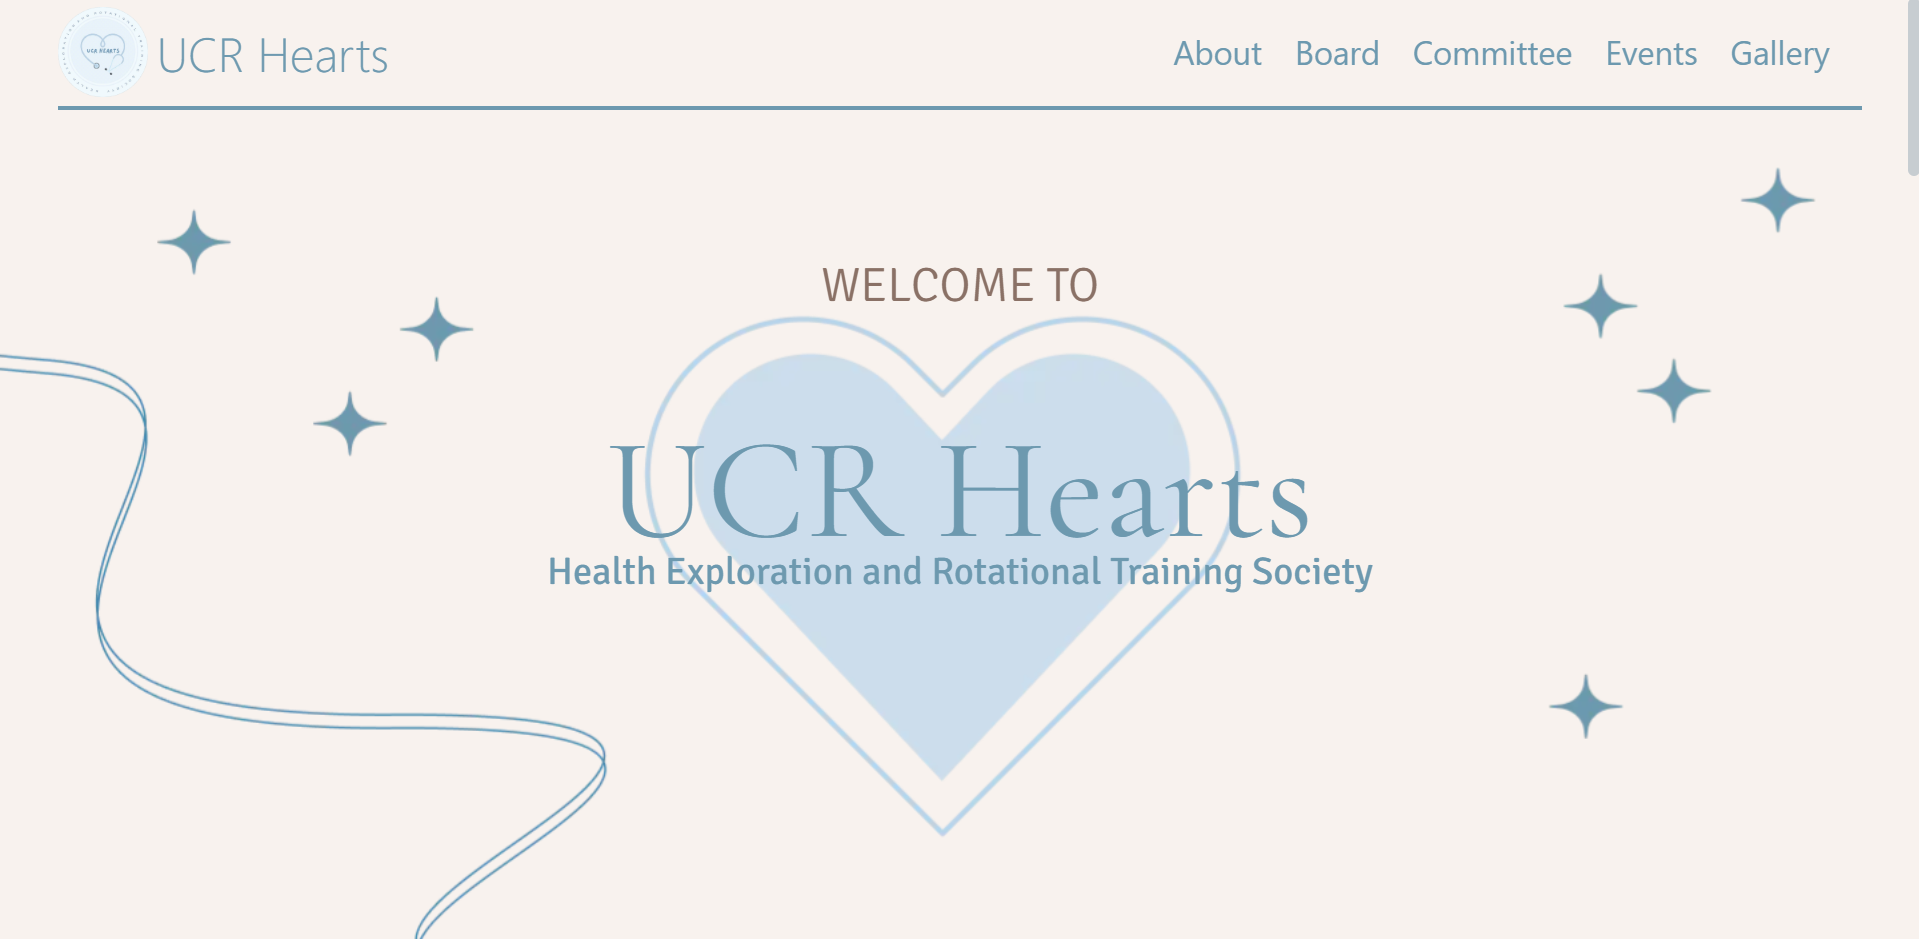 UCR HEARTS
UCR Hearts
About
Board
Committee
Events
Gallery
WELCOME TO
UCR Hearts
Health Exploration and Rotational Training Society